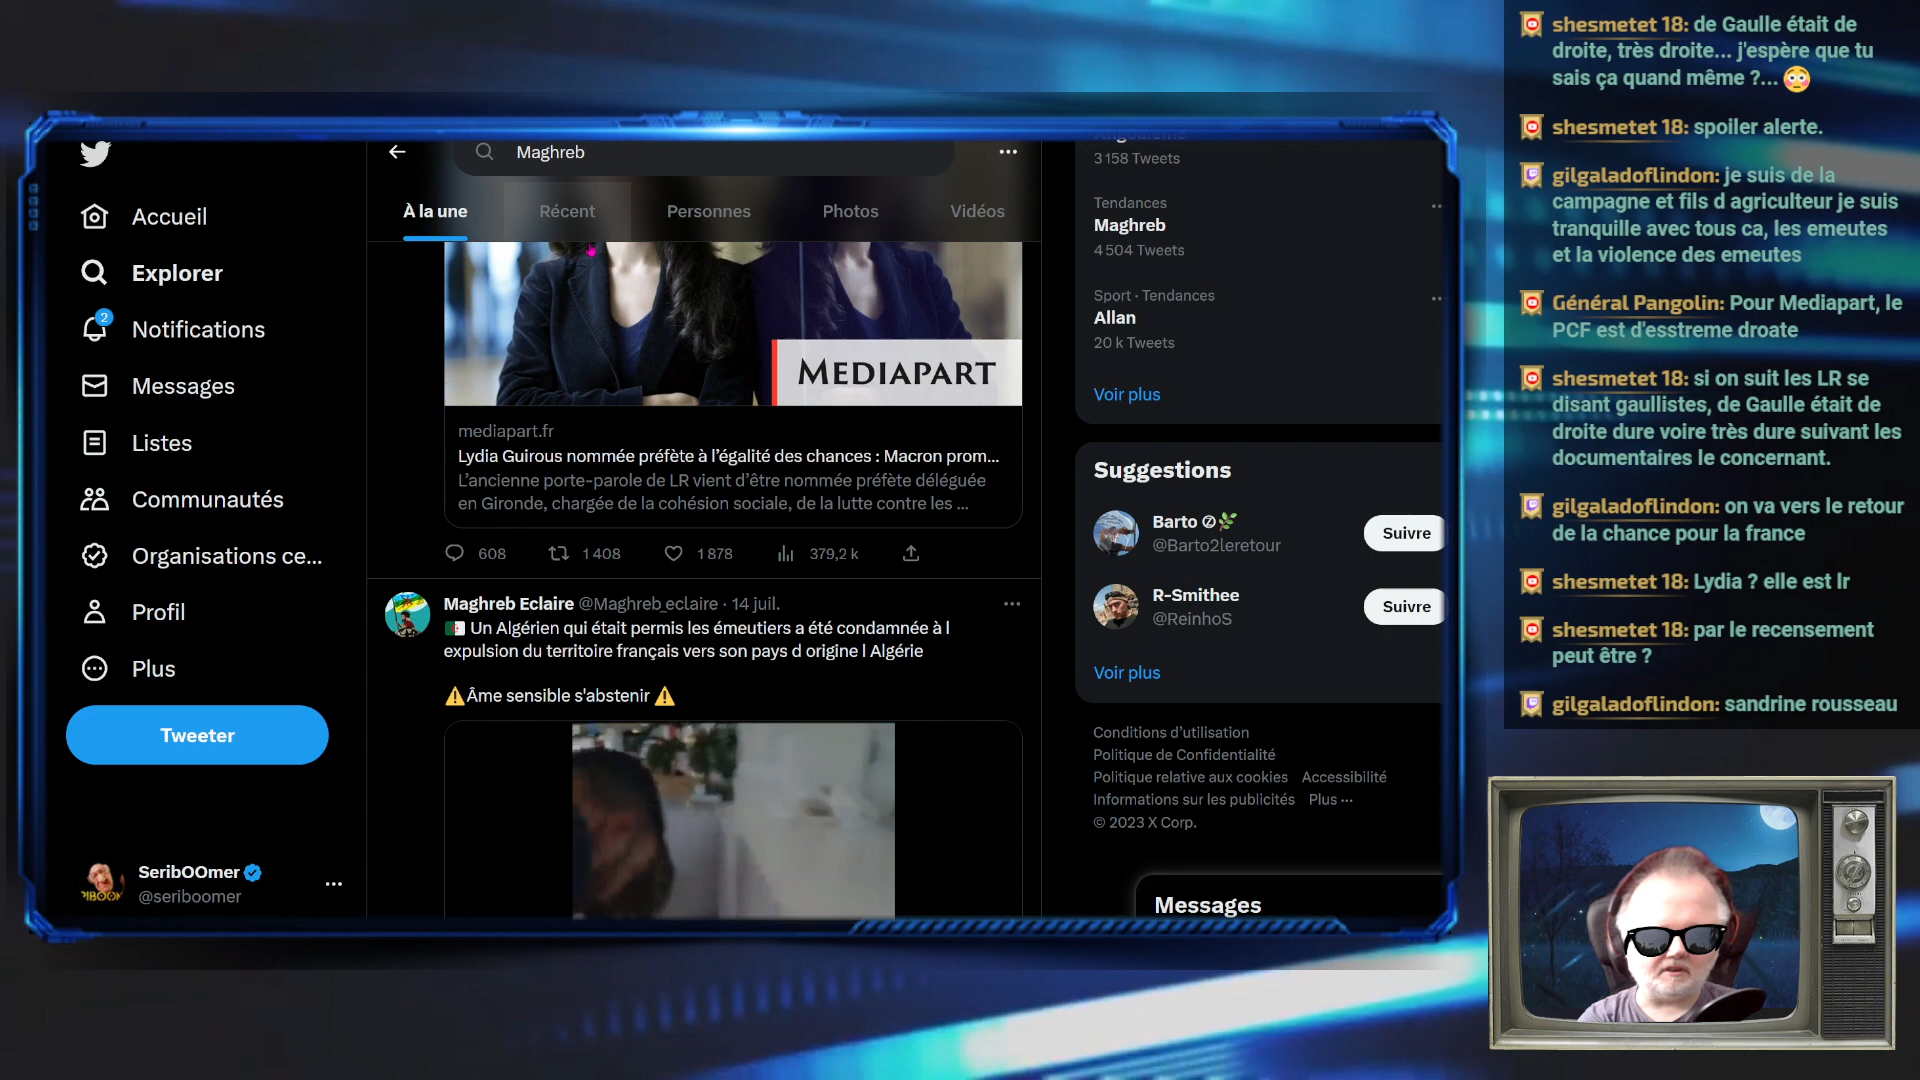 Accueil
Explorer
2
Notifications
Messages
Listes
Communautés
Organisations ce...
Profil
Plus
Tweeter
SeribOOmer
@seriboomer
Maghreb
À la une
Récent
Personnes
Photos
Vidéos
MEDIAPART
mediapart.fr
Lydia Guirous nommée préfète à l'égalité des chances : Macron prom...
L'ancienne porte-parole de LR vient d'être nommée préfète déléguée
en Gironde, chargée de la cohésion sociale, de la lutte contre les ...
608
1 408
1 878
379,2 k
Maghreb Eclaire @Maghreb_eclaire · 14 juil.
Un Algérien qui était permis les émeutiers a été condamnée à l
expulsion du territoire français vers son pays d origine l Algérie
⚠️Âme sensible s'abstenir ⚠️
3 158 Tweets
Tendances
Maghreb
4 504 Tweets
Sport · Tendances
Allan
20 k Tweets
Voir plus
Suggestions
Barto
@Barto2leretour
Suivre
R-Smithee
@ReinhoS
Suivre
Voir plus
Conditions d'utilisation
Politique de Confidentialité
Politique relative aux cookies Accessibilité
Informations sur les publicités Plus ···
© 2023 X Corp.
Messages
shesmetet 18: de Gaulle était de
droite, très droite... j'espère que tu
sais ça quand même ?... 😳
shesmetet 18: spoiler alerte.
gilgaladoflindon: je suis de la
campagne et fils d agriculteur je suis
tranquille avec tous ca, les emeutes
et la violence des emeutes
Général Pangolin: Pour Mediapart, le
PCF est d'esstreme droate
shesmetet 18: si on suit les LR se
disant gaullistes, de Gaulle était de
droite dure voire très dure suivant les
documentaires le concernant.
gilgaladoflindon: on va vers le retour
de la chance pour la france
shesmetet 18: Lydia ? elle est lr
shesmetet 18: par le recensement
peut être ?
gilgaladoflindon: sandrine rousseau